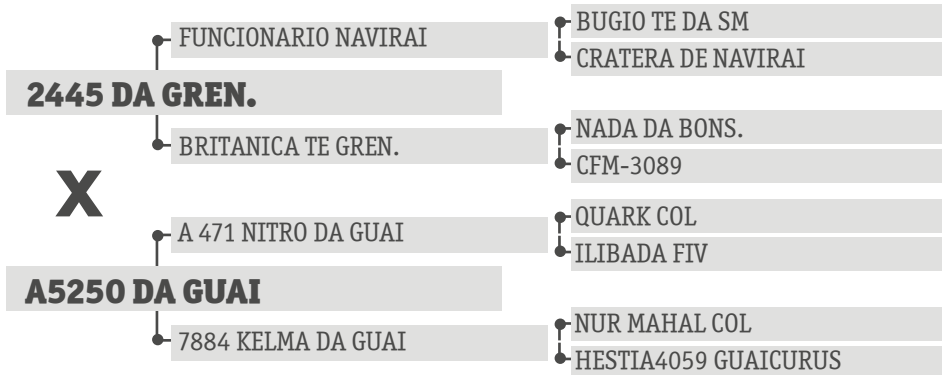 BUGIO TE DA SM
FUNCIONARIO NAVIRAI
CRATERA DE NAVIRAI
2445 DA GREN.
NADA DA BONS.
BRITANICA TE GREN.
CFM-3089
X
QUARK COL
A 471 NITRO DA GUAI
ILIBADA FIV
A5250 DA GUAI
NUR MAHAL COL
7884 KELMA DA GUAI
HESTIA4059 GUAICURUS